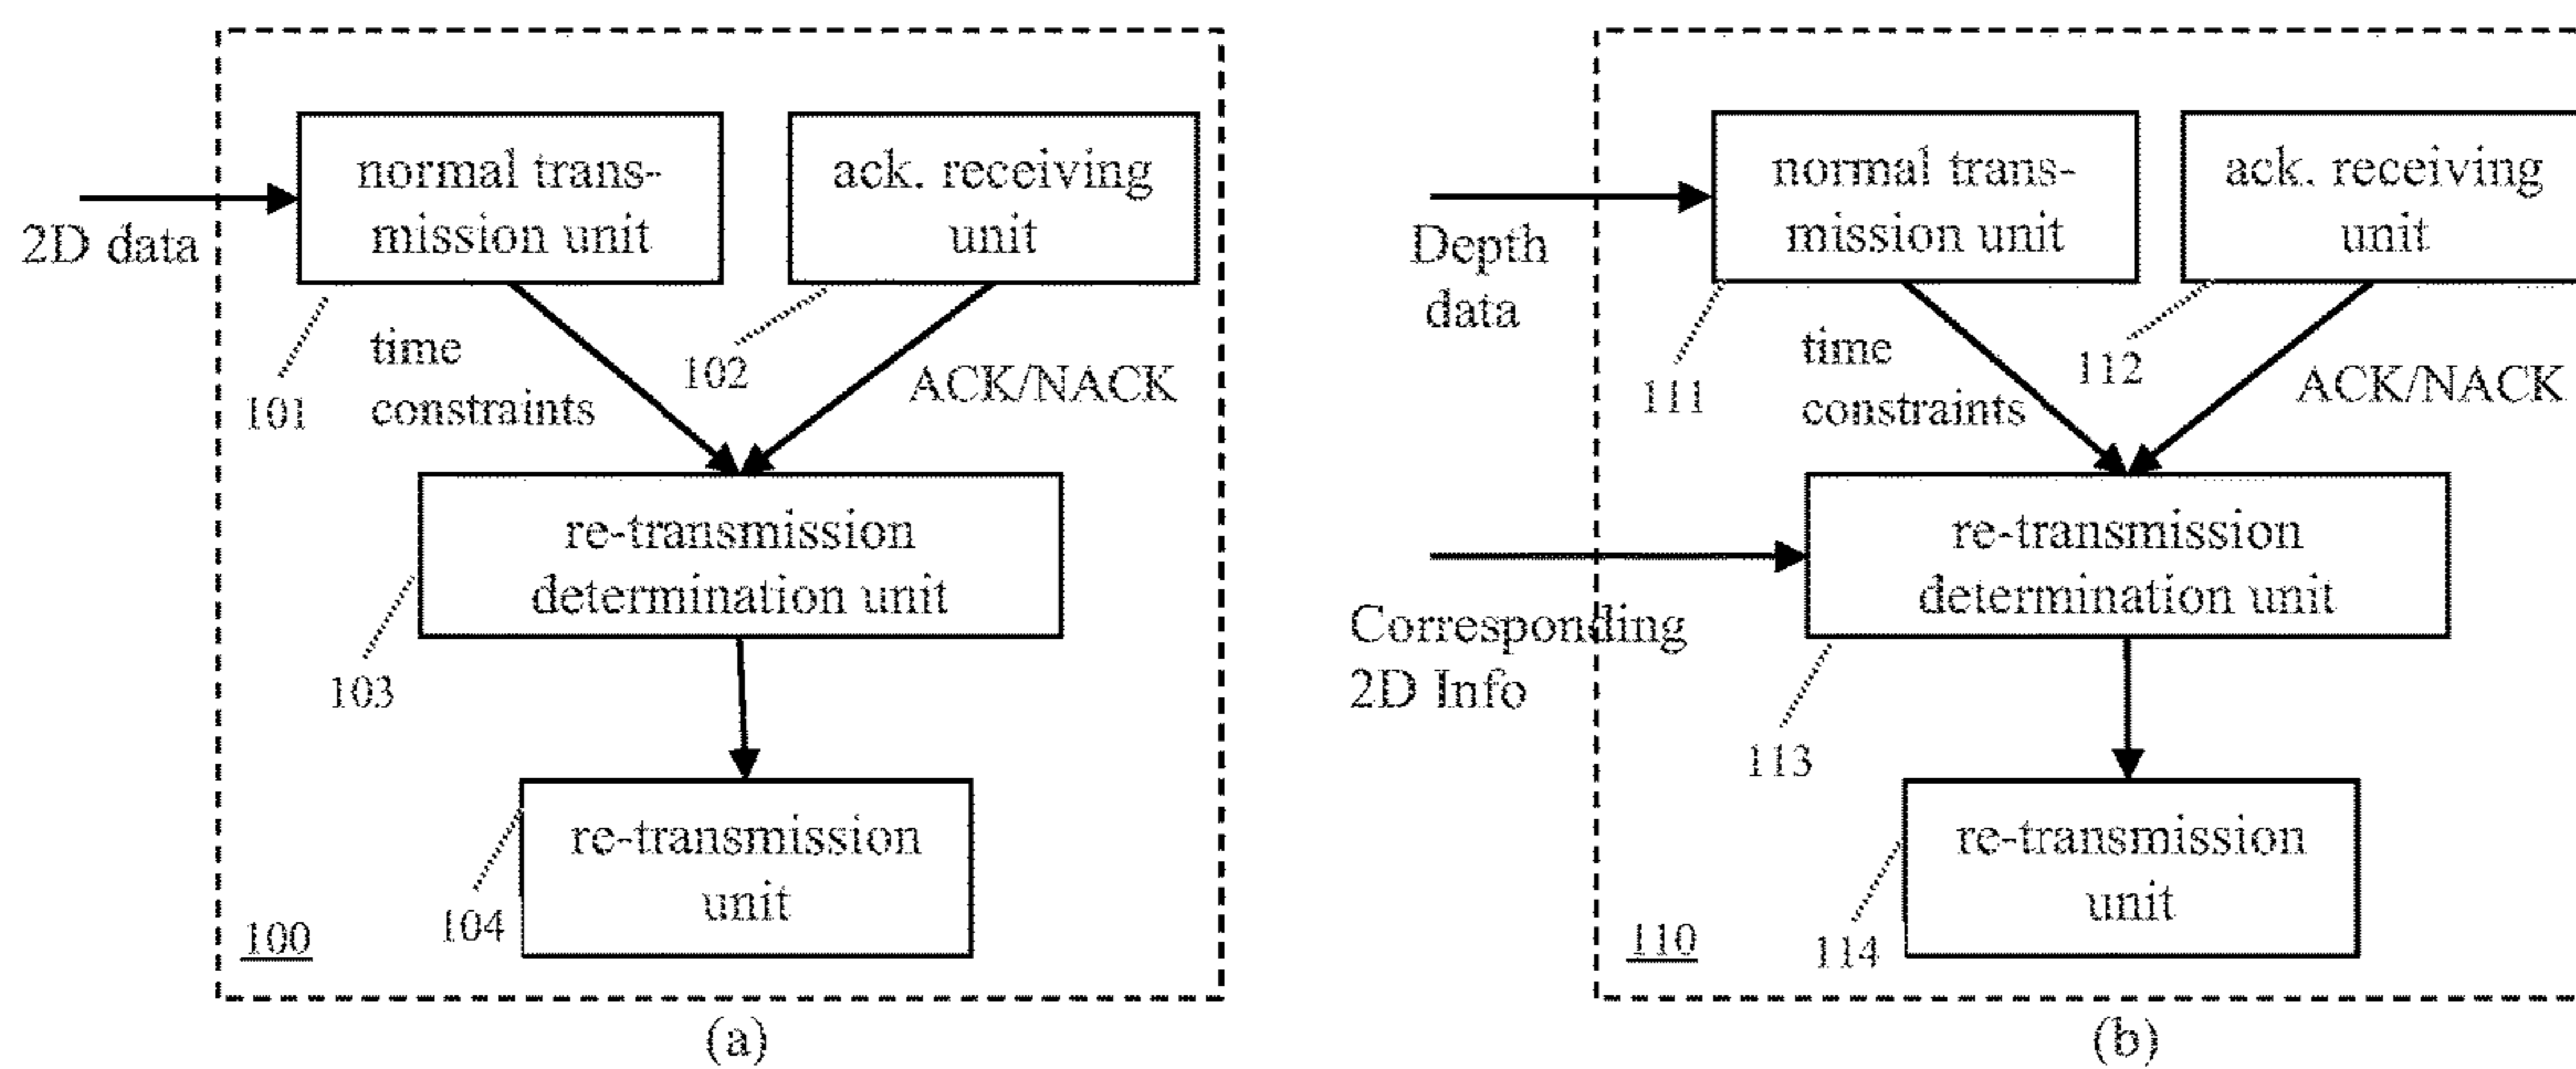 2D data
normal trans-
mission unit
ack. receiving
unit
101
time
constraints
102
ACK/NACK
re-transmission
determination unit
103
re-transmission
unit
104
100
(a)
Depth
data
normal trans-
mission unit
ack. receiving
unit
111
time
constraints
112
ACK/NACK
Corresponding
2D Info
re-transmission
determination unit
113
re-transmission
unit
114
110
(b)